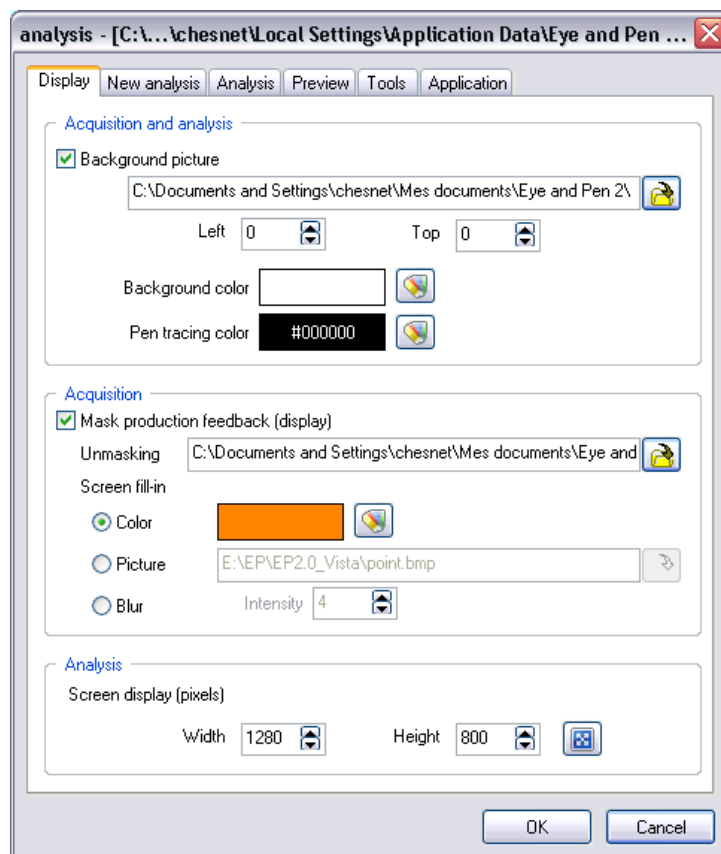 analysis - [C:\...\chesnet\Local Settings\Application Data\Eye and Pen ...
Display New analysis Analysis Preview Tools Application
Acquisition and analysis
Background picture
C:\Documents and Settings\chesnet\Mes documents\Eye and Pen 2\
Left 0 Top 0
Background color
Pen tracing color #000000
Acquisition
Mask production feedback (display)
Unmasking C:\Documents and Settings\chesnet\Mes documents\Eye and
Screen fill-in
Color
Picture E:\EP\EP2.0_Vista\point.bmp
Blur Intensity 4
Analysis
Screen display (pixels)
Width 1280 Height 800
OK Cancel